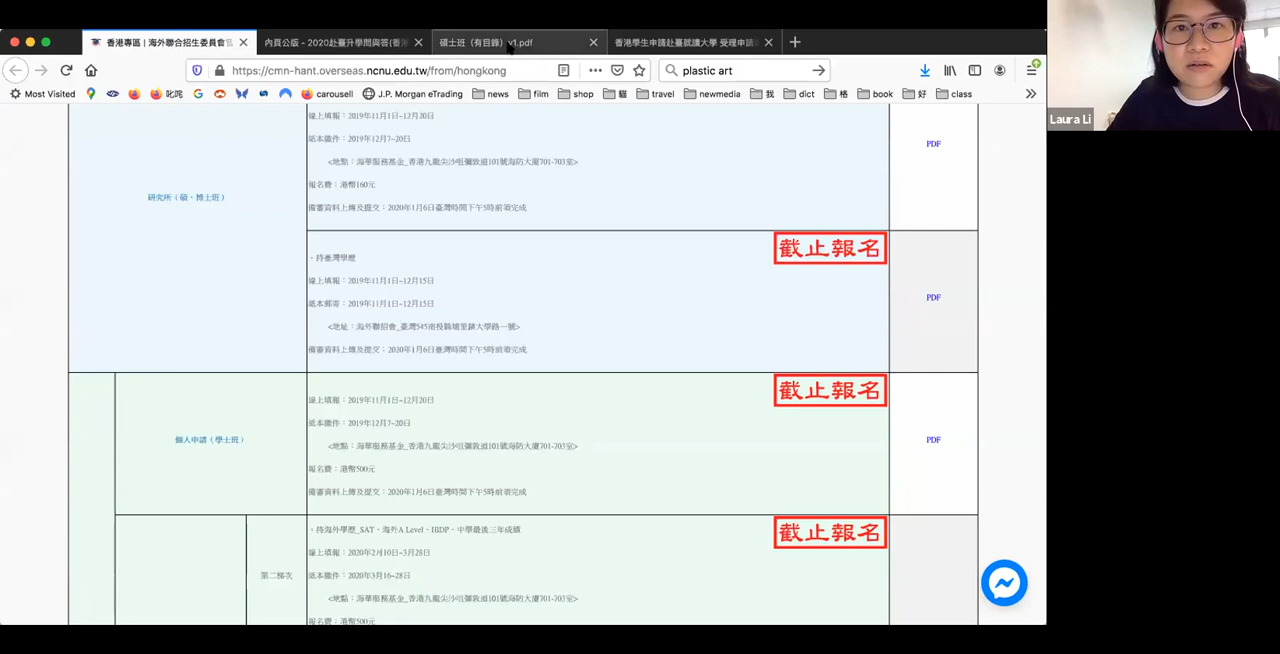 香港專區 | 海外聯合招生委員會官
內頁公版 - 2020赴臺升學問與答(香
碩士班（有目錄）v1.pdf
香港學生申請赴臺就讀大學 受理申請
https://cmn-hant.overseas.ncnu.edu.tw/from/hongkong
plastic art
Most Visited
叱咤
carousell
J.P. Morgan eTrading
news
film
shop
貓
travel
newmedia
我
dict
格
book
好
class
Laura Li
線上填報：2019年11月1日~12月20日
紙本繳件：2019年12月7~20日
<地點：海華服務基金_香港九龍尖沙咀彌敦道101號海防大廈701-703室>
報名費：港幣160元
備審資料上傳及提交：2020年1月6日臺灣時間下午5時前須完成
PDF
研究所（碩、博士班）
截止報名
、持臺灣學歷
線上填報：2019年11月1日~12月15日
紙本郵寄：2019年11月1日~12月15日
<地址：海外聯招會_臺灣545南投縣埔里鎮大學路一號>
備審資料上傳及提交：2020年1月6日臺灣時間下午5時前須完成
PDF
截止報名
線上填報：2019年11月1日~12月20日
紙本繳件：2019年12月7~20日
<地點：海華服務基金_香港九龍尖沙咀彌敦道101號海防大廈701-703室>
報名費：港幣500元
備審資料上傳及提交：2020年1月6日臺灣時間下午5時前須完成
個人申請（學士班）
PDF
截止報名
、持海外學歷_SAT、海外A Level、IBDP、中學最後三年成績
線上填報：2020年2月10日~3月28日
紙本繳件：2020年3月16~28日
<地點：海華服務基金_香港九龍尖沙咀彌敦道101號海防大廈701-703室>
報名費：港幣500元
第二梯次